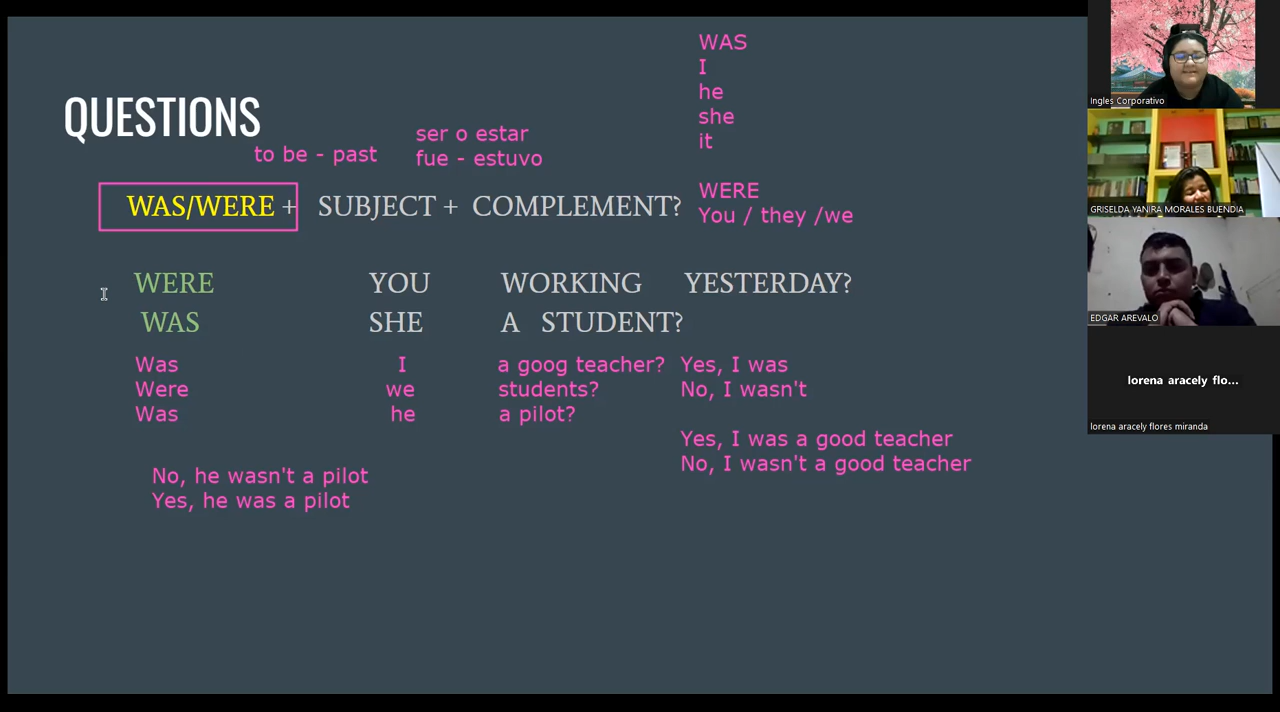 QUESTIONS
to be - past
ser o estar
fue - estuvo
WAS
I
he
she
it
WERE
You / they /we
WAS/WERE + SUBJECT + COMPLEMENT?
WERE YOU WORKING YESTERDAY?
WAS SHE A STUDENT?
Was I a goog teacher? Yes, I was
Were we students? No, I wasn't
Was he a pilot?
Yes, I was a good teacher
No, I wasn't a good teacher
No, he wasn't a pilot
Yes, he was a pilot
Ingles Corporativo
GRISELDA YANIRA MORALES BUENDIA
EDGAR AREVALO
lorena aracely flo...
lorena aracely flores miranda